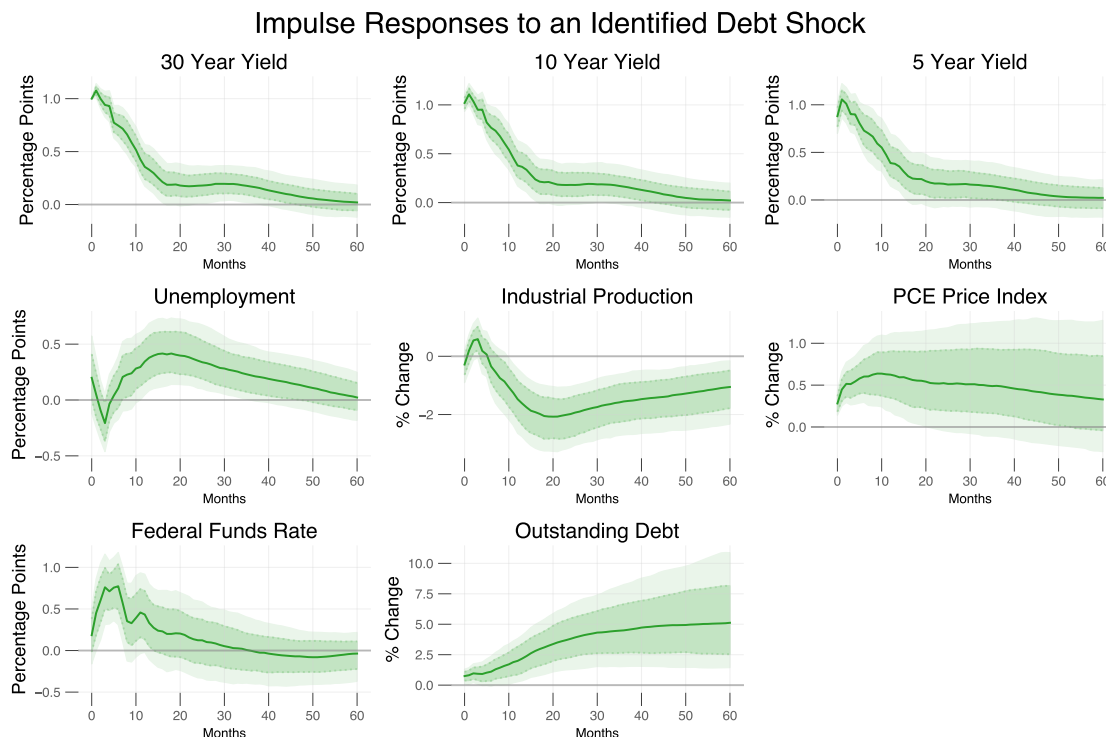 Impulse Responses to an Identified Debt Shock
30 Year Yield
Percentage Points
1.0
0.5
0.0
0 10 20 30 40 50 60
Months
10 Year Yield
Percentage Points
1.0
0.5
0.0
0 10 20 30 40 50 60
Months
5 Year Yield
Percentage Points
1.0
0.5
0.0
0 10 20 30 40 50 60
Months
Unemployment
Percentage Points
0.5
0.0
−0.5
0 10 20 30 40 50 60
Months
Industrial Production
% Change
0
−2
0 10 20 30 40 50 60
Months
PCE Price Index
% Change
1.0
0.5
0.0
0 10 20 30 40 50 60
Months
Federal Funds Rate
Percentage Points
1.0
0.5
0.0
−0.5
0 10 20 30 40 50 60
Months
Outstanding Debt
% Change
10.0
7.5
5.0
2.5
0.0
0 10 20 30 40 50 60
Months